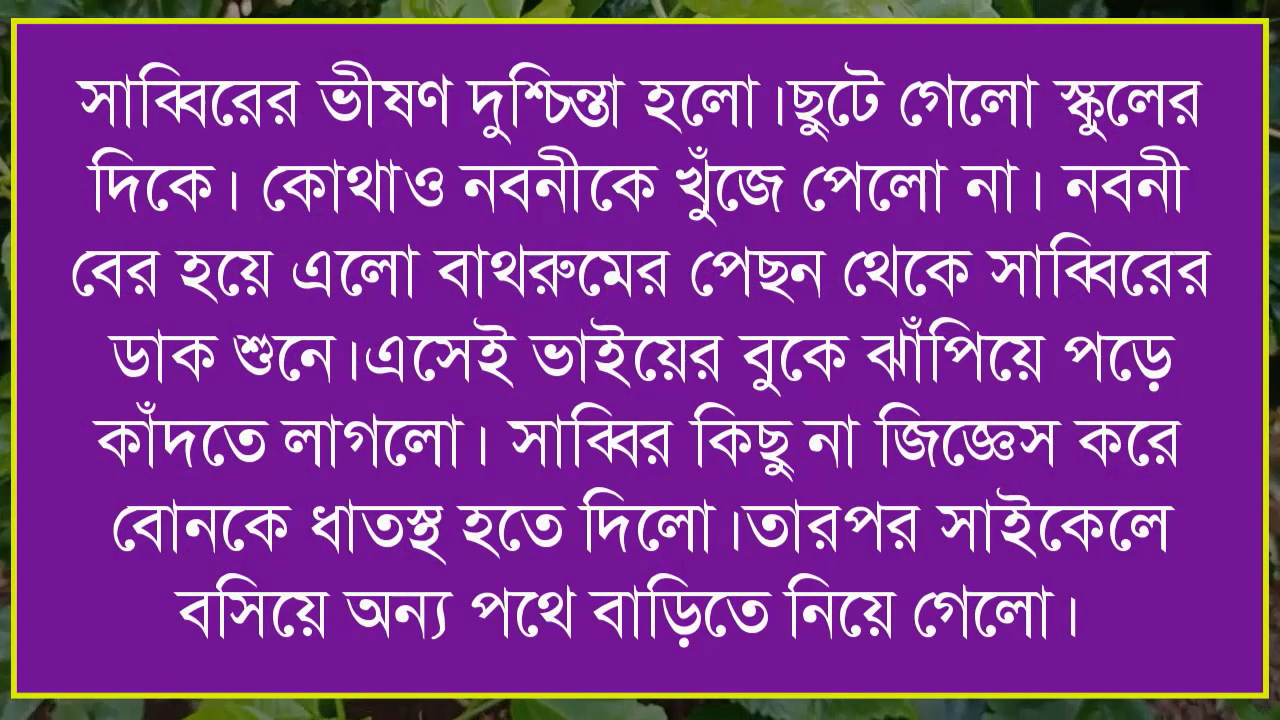 সাব্বিরের ভীষণ দুশ্চিন্তা হলো।ছুটে গেলো স্কুলের
দিকে। কোথাও নবনীকে খুঁজে পেলো না। নবনী
বের হয়ে এলো বাথরুমের পেছন থেকে সাব্বিরের
ডাক শুনে।এসেই ভাইয়ের বুকে ঝাঁপিয়ে পড়ে
কাঁদতে লাগলো। সাব্বির কিছু না জিজ্ঞেস করে
বোনকে ধাতস্থ হতে দিলো।তারপর সাইকেলে
বসিয়ে অন্য পথে বাড়িতে নিয়ে গেলো।